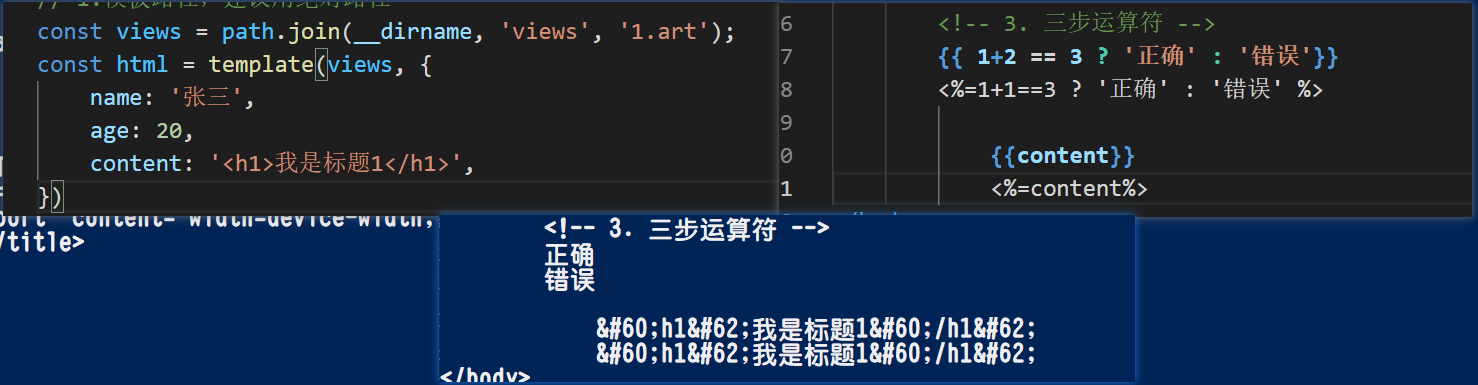 // 1.模板路径，建议用绝对路径
const views = path.join(__dirname, 'views', '1.art');
const html = template(views, {
name: '张三',
age: 20,
content: '<h1>我是标题1</h1>',
})
6 <!-- 3. 三步运算符 -->
7 {{ 1+2 == 3 ? '正确' : '错误'}}
8 <%=1+1==3 ? '正确' : '错误' %>
9
0 {{content}}
1 <%=content%>
port" content="width=device-width,
/title>
<!-- 3. 三步运算符 -->
正确
错误
&#60;h1&#62;我是标题1&#60;/h1&#62;
&#60;h1&#62;我是标题1&#60;/h1&#62;
</body>